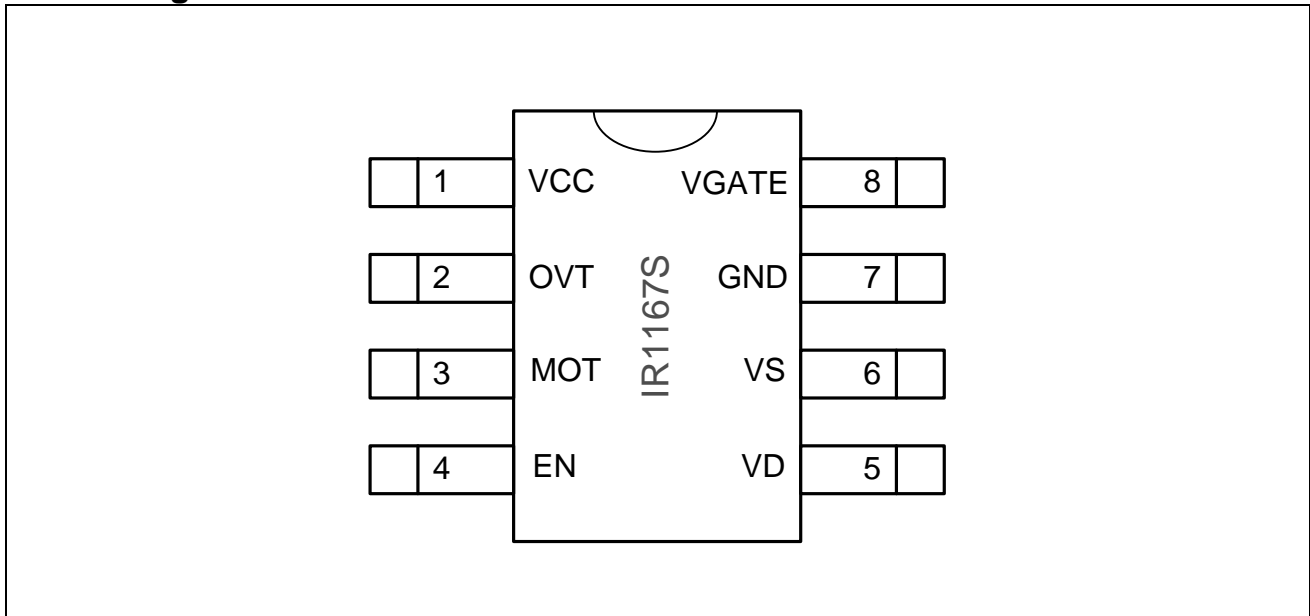 1 VCC VGATE 8
2 OVT GND 7
3 MOT VS 6
4 EN VD 5
IR1167S